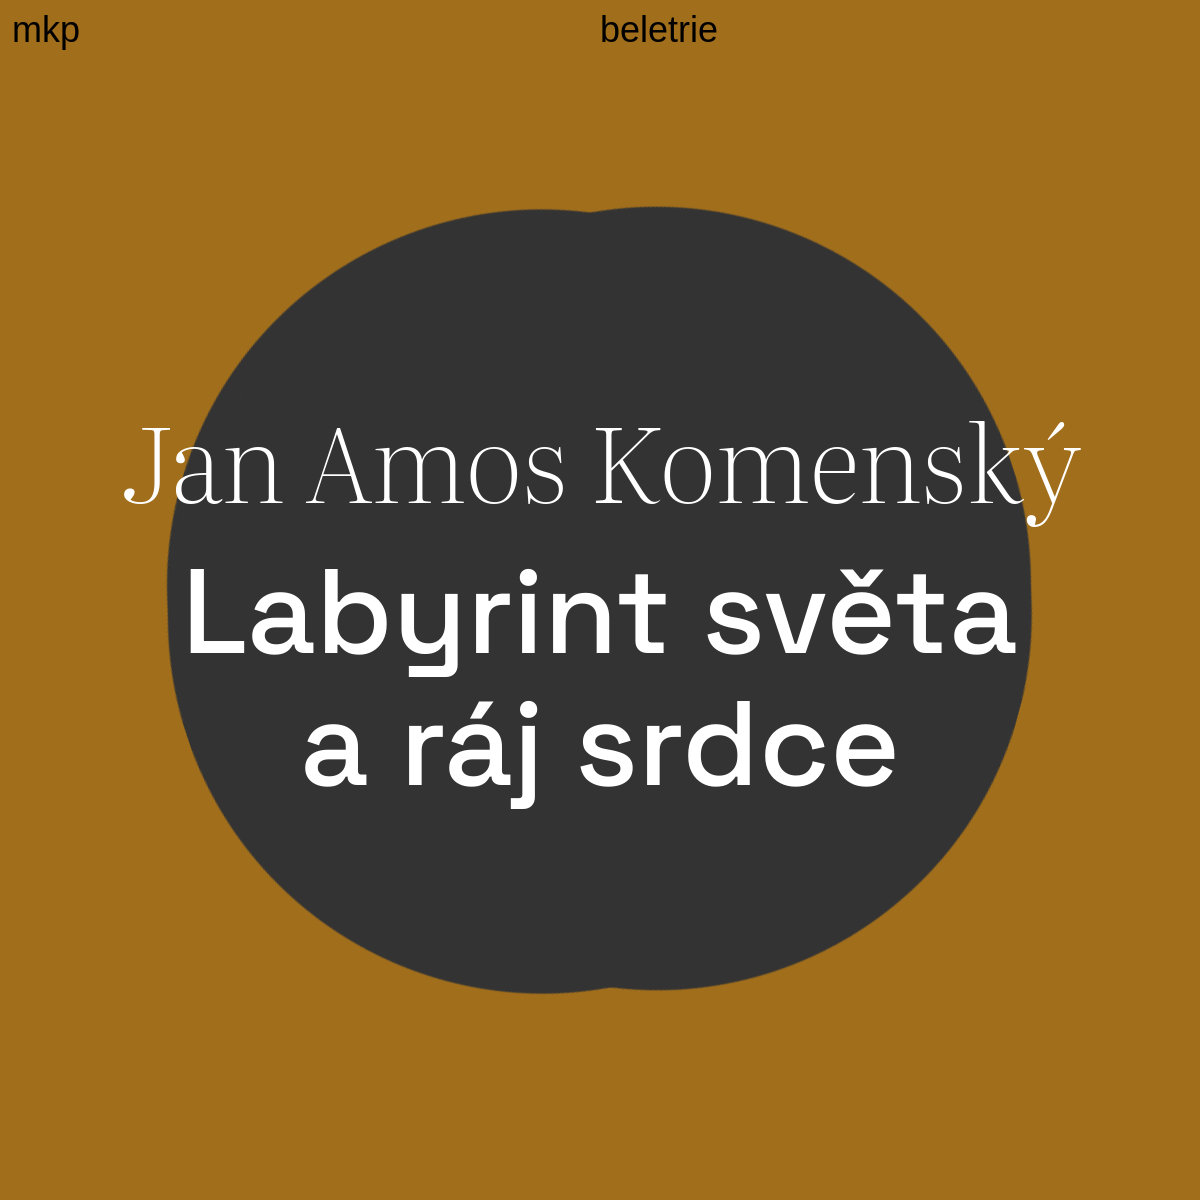 mkp
beletrie
Jan Amos Komenský
Labyrint světa
a ráj srdce